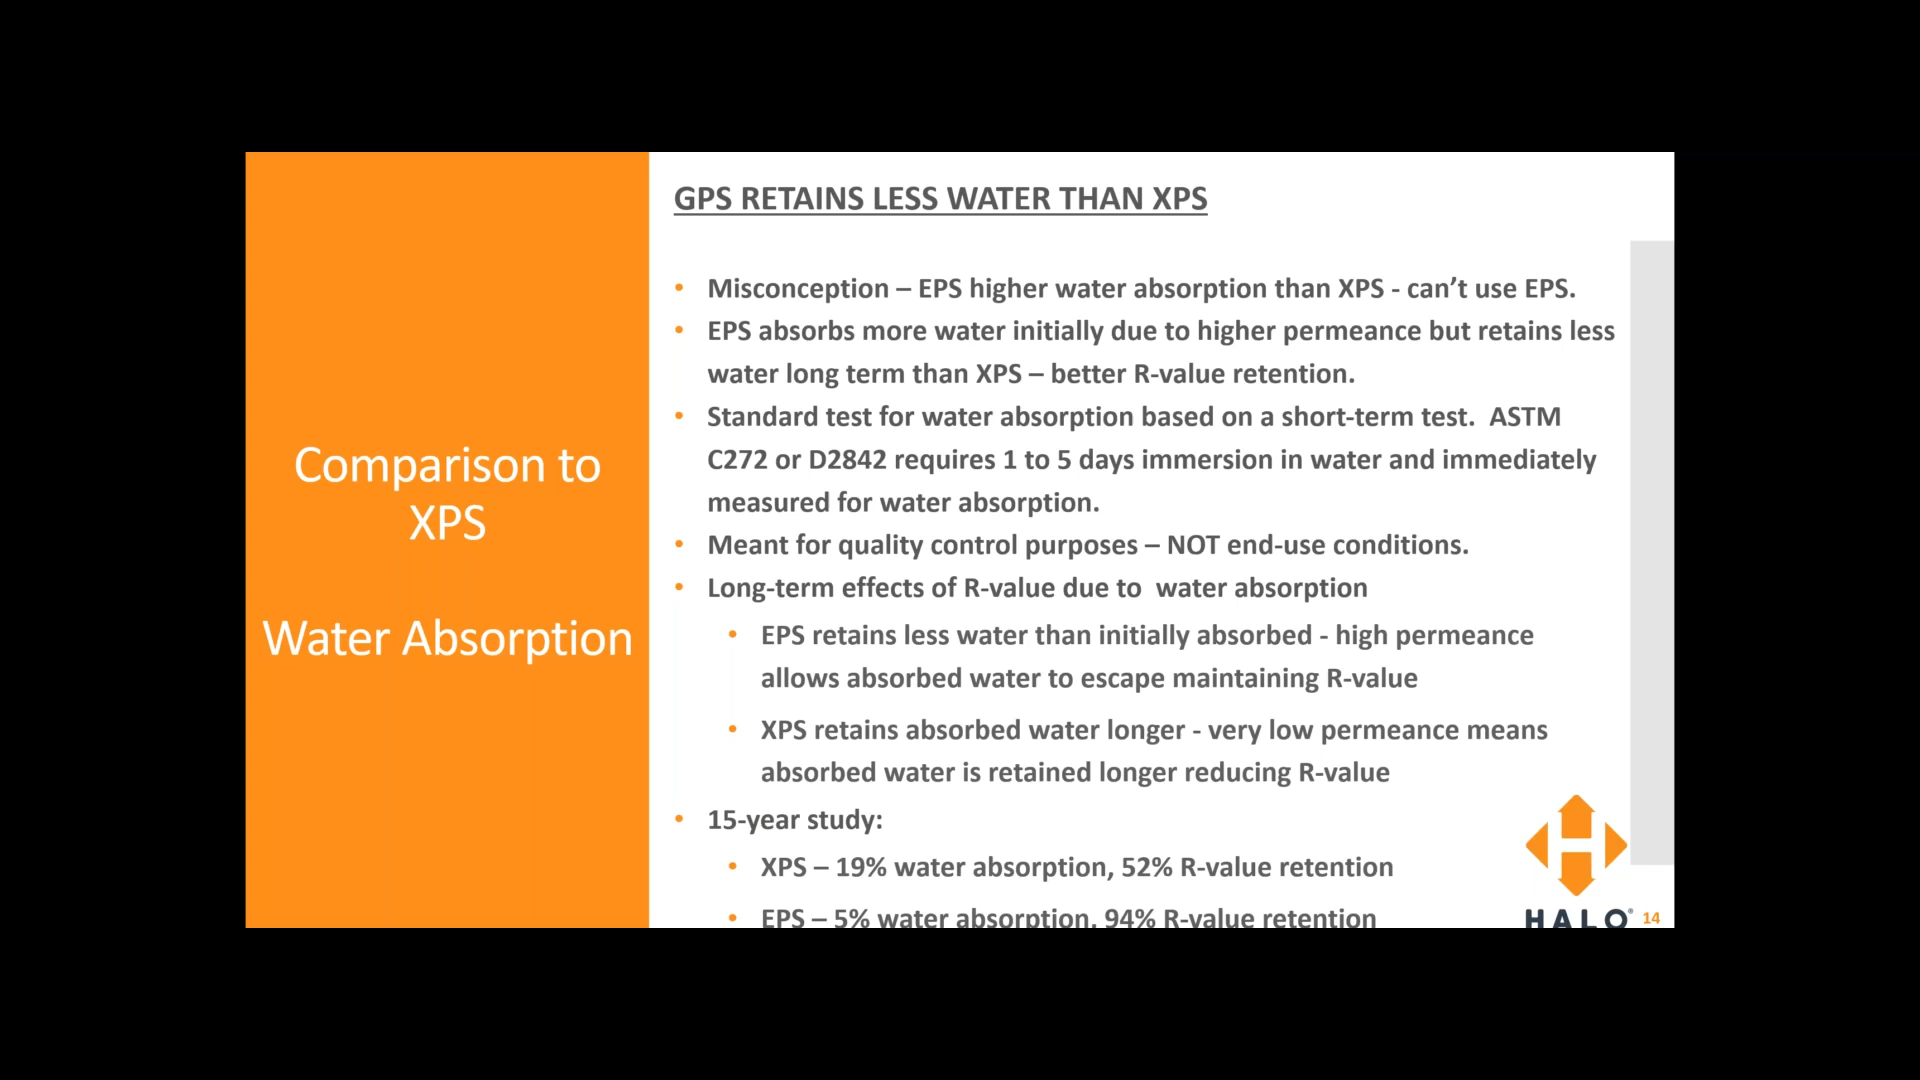 Comparison to
XPS
Water Absorption
GPS RETAINS LESS WATER THAN XPS
• Misconception – EPS higher water absorption than XPS - can’t use EPS.
• EPS absorbs more water initially due to higher permeance but retains less
water long term than XPS – better R-value retention.
• Standard test for water absorption based on a short-term test.  ASTM
C272 or D2842 requires 1 to 5 days immersion in water and immediately
measured for water absorption.
• Meant for quality control purposes – NOT end-use conditions.
• Long-term effects of R-value due to  water absorption
• EPS retains less water than initially absorbed - high permeance
allows absorbed water to escape maintaining R-value
• XPS retains absorbed water longer - very low permeance means
absorbed water is retained longer reducing R-value
• 15-year study:
• XPS – 19% water absorption, 52% R-value retention
• EPS – 5% water absorption, 94% R-value retention
HALO® 14